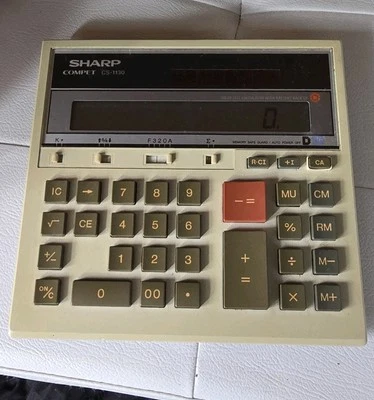 SHARP
COMPET CS-1130
0.
K•
F32CA
Σ•
D
R·CI +I CA
IC → 7 8 9 -= MU CM
√ CE 4 5 6 % RM
+/- 1 2 3 + = ÷ M-
ON/C 0 00 • × M+